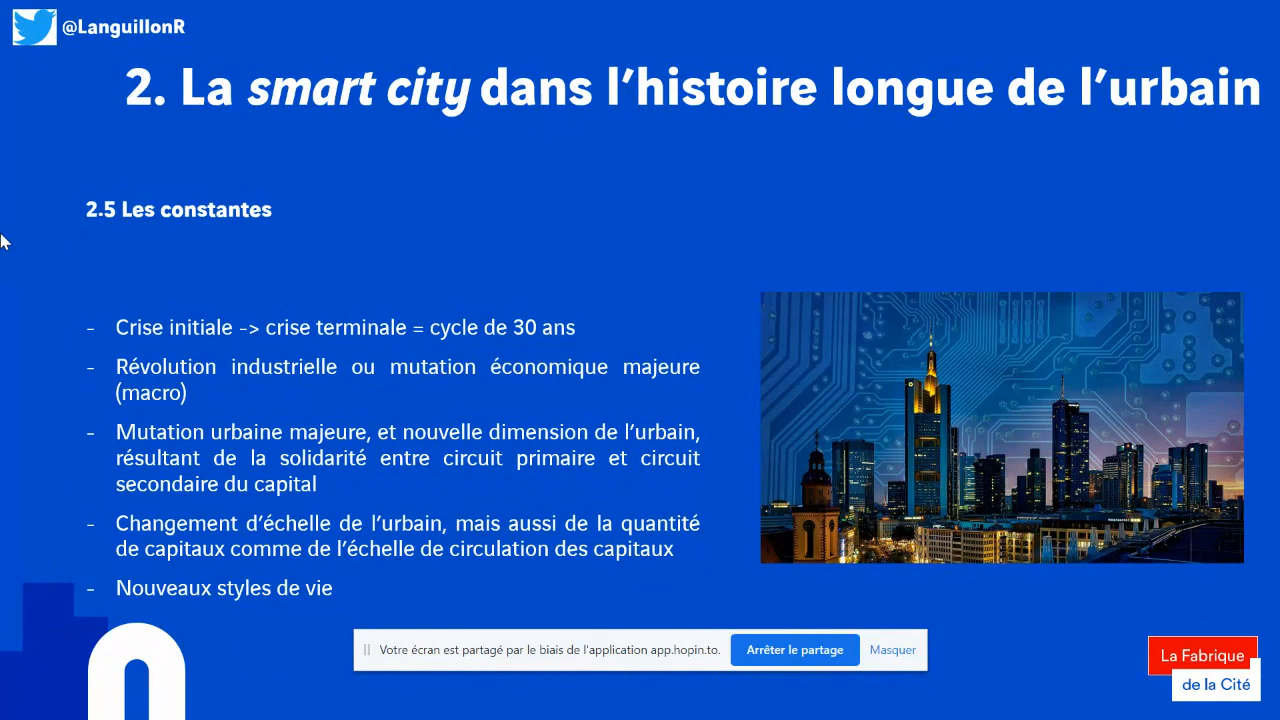 @LanguillonR
2. La smart city dans l’histoire longue de l’urbain
2.5 Les constantes
- Crise initiale -> crise terminale = cycle de 30 ans
- Révolution industrielle ou mutation économique majeure
(macro)
- Mutation urbaine majeure, et nouvelle dimension de l’urbain,
résultant de la solidarité entre circuit primaire et circuit
secondaire du capital
- Changement d’échelle de l’urbain, mais aussi de la quantité
de capitaux comme de l’échelle de circulation des capitaux
- Nouveaux styles de vie
Votre écran est partagé par le biais de l'application app.hopin.to.
Arrêter le partage
Masquer
La Fabrique
de la Cité